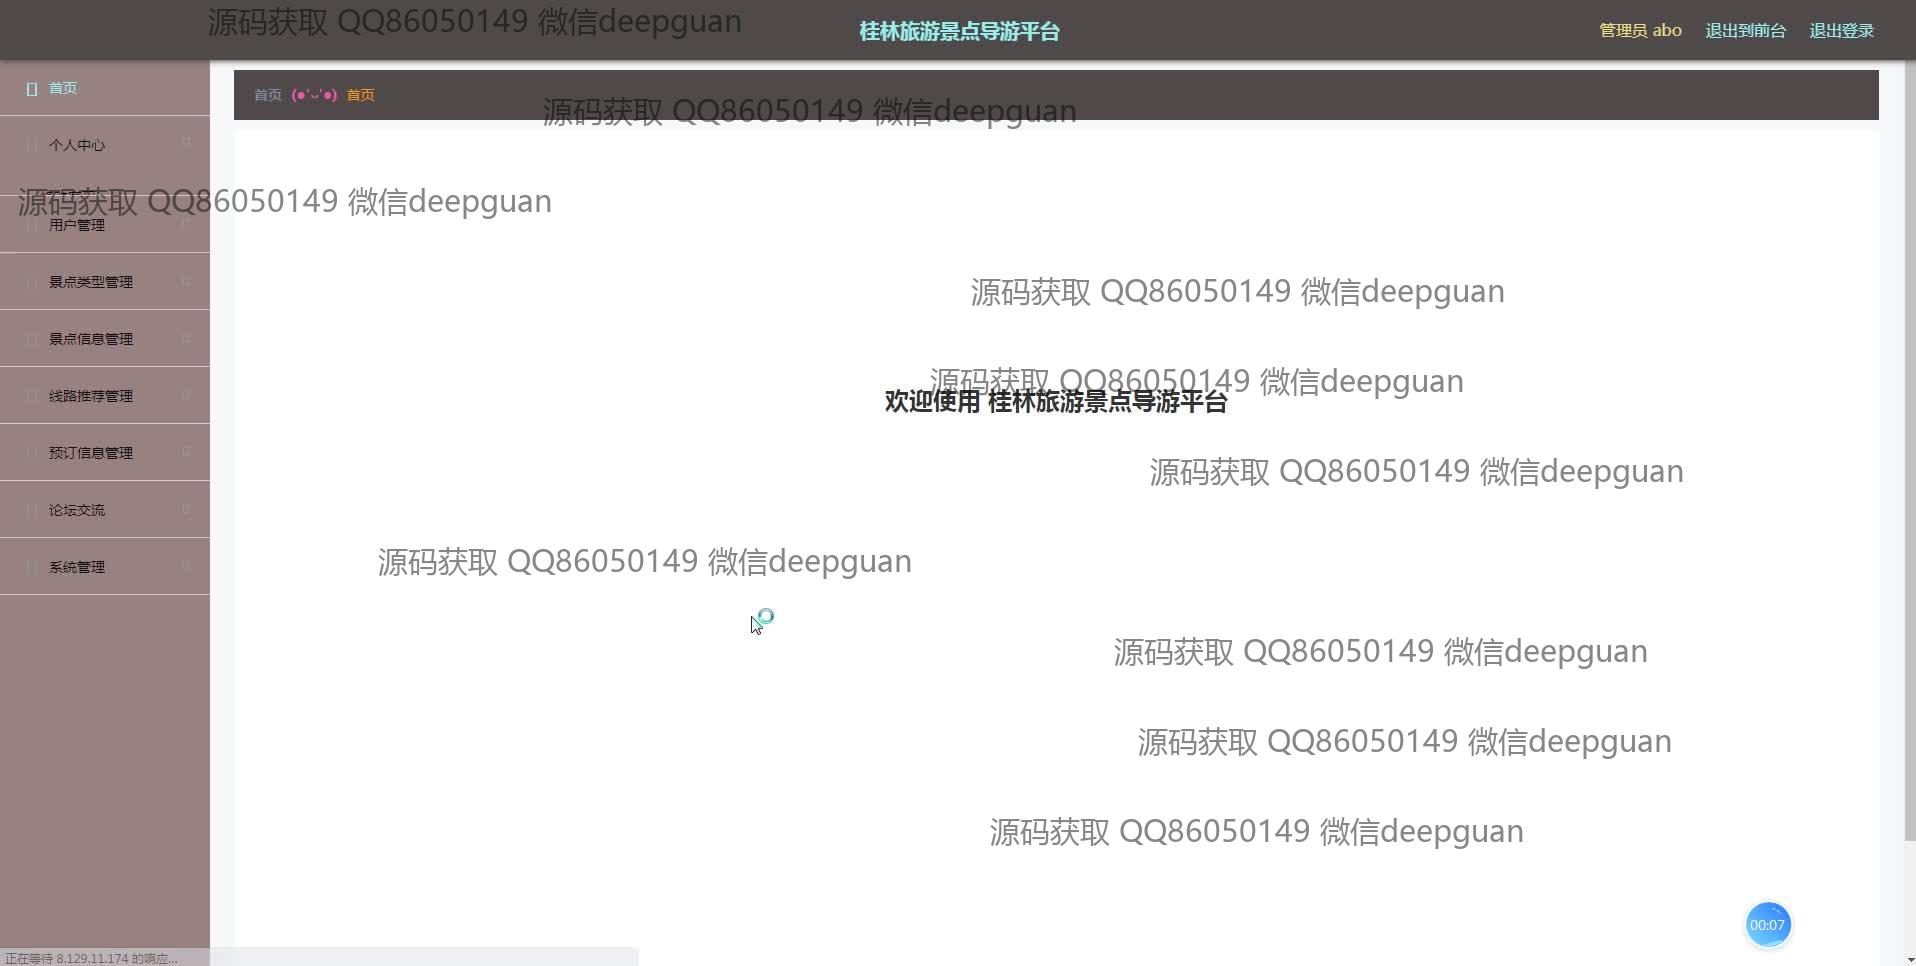 源码获取 QQ86050149 微信deepguan
桂林旅游景点导游平台
管理员 abo
退出到前台
退出登录
首页
首页 (●'◡'●) 首页
源码获取 QQ86050149 微信deepguan
个人中心
源码获取 QQ86050149 微信deepguan
用户管理
景点类型管理
源码获取 QQ86050149 微信deepguan
景点信息管理
源码获取 QQ86050149 微信deepguan
线路推荐管理
欢迎使用 桂林旅游景点导游平台
预订信息管理
源码获取 QQ86050149 微信deepguan
论坛交流
源码获取 QQ86050149 微信deepguan
系统管理
源码获取 QQ86050149 微信deepguan
源码获取 QQ86050149 微信deepguan
源码获取 QQ86050149 微信deepguan
00:07
正在等待 8.129.11.174 的响应...